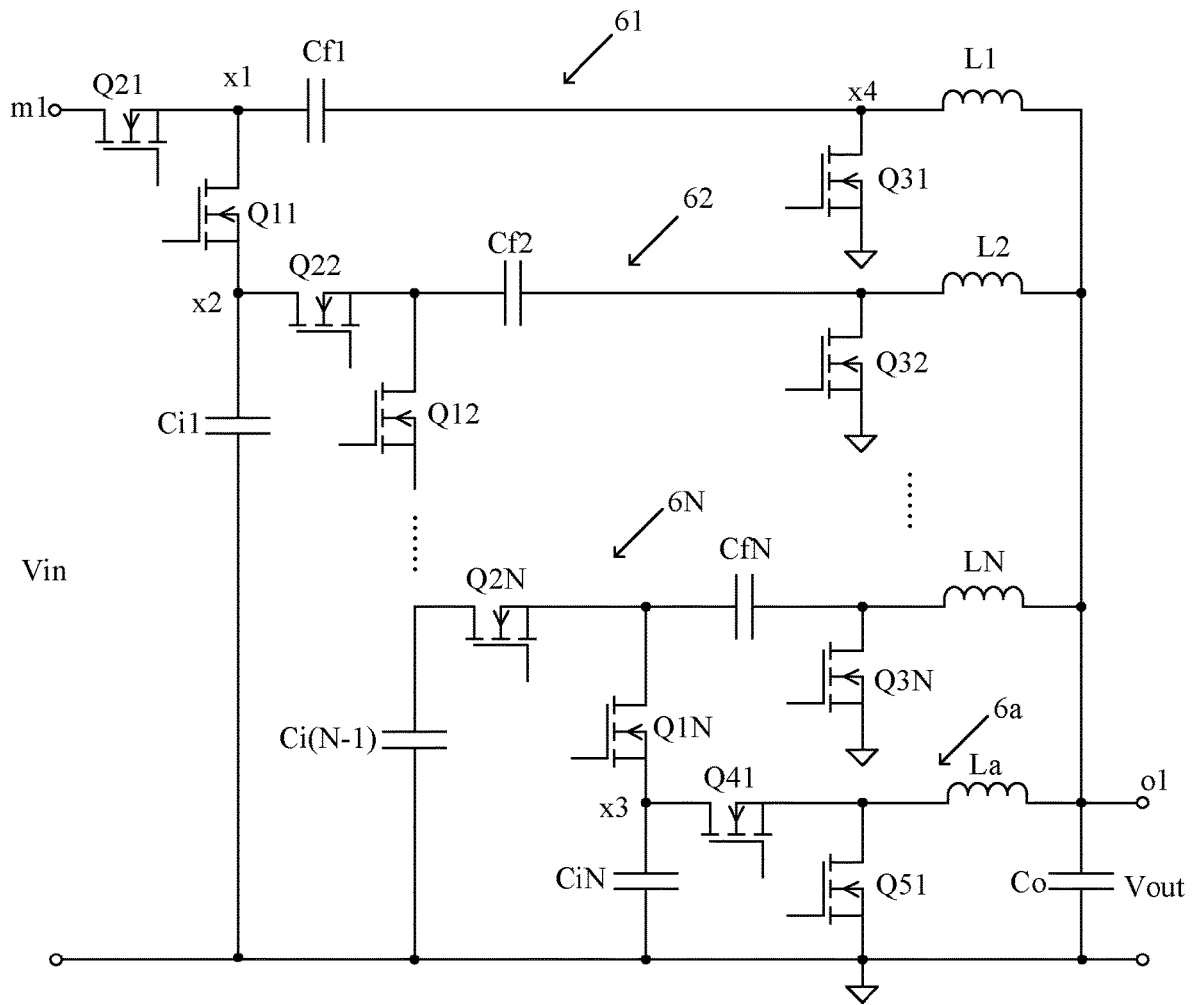 61
Cf1
L1
Q21
x1
x4
m1
Q31
Q11
62
Cf2
L2
Q22
x2
Q32
Ci1
Q12
6N
CfN
LN
Vin
Q2N
Q3N
Q1N
6a
Ci(N-1)
La
Q41
o1
x3
CiN
Q51
Co
Vout